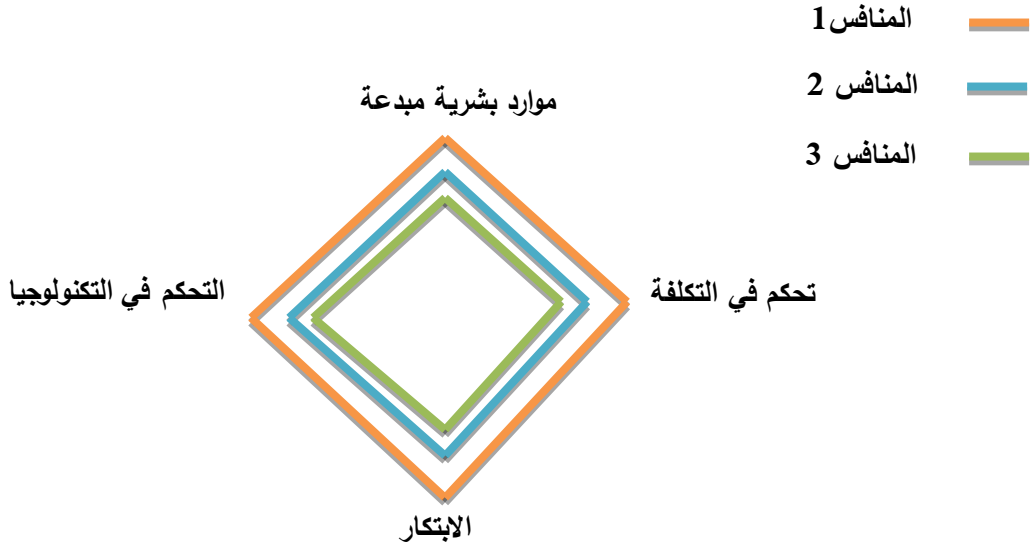 المنافس1
المنافس 2
المنافس 3
موارد بشرية مبدعة
تحكم في التكلفة
التحكم في التكنولوجيا
الابتكار